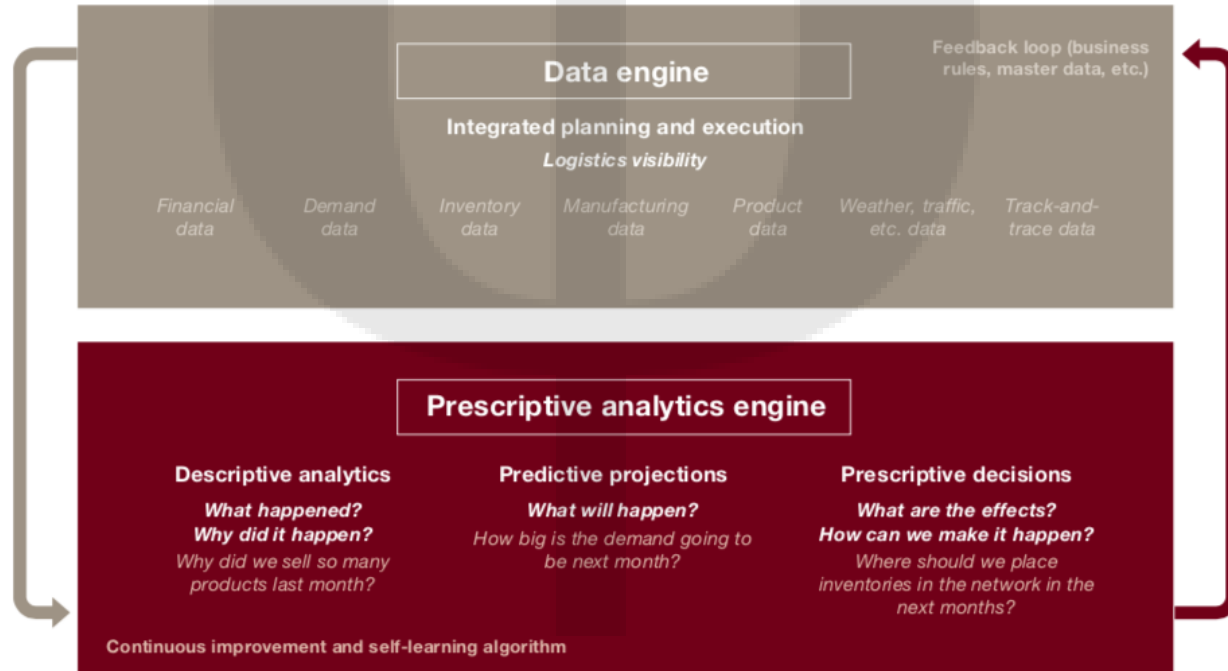 Data engine
Feedback loop (business
rules, master data, etc.)
Integrated planning and execution
Logistics visibility
Financial
data
Demand
data
Inventory
data
Manufacturing
data
Product
data
Weather, traffic,
etc. data
Track-and-
trace data
Prescriptive analytics engine
Descriptive analytics
What happened?
Why did it happen?
Why did we sell so many
products last month?
Predictive projections
What will happen?
How big is the demand going to
be next month?
Prescriptive decisions
What are the effects?
How can we make it happen?
Where should we place
inventories in the network in the
next months?
Continuous improvement and self-learning algorithm